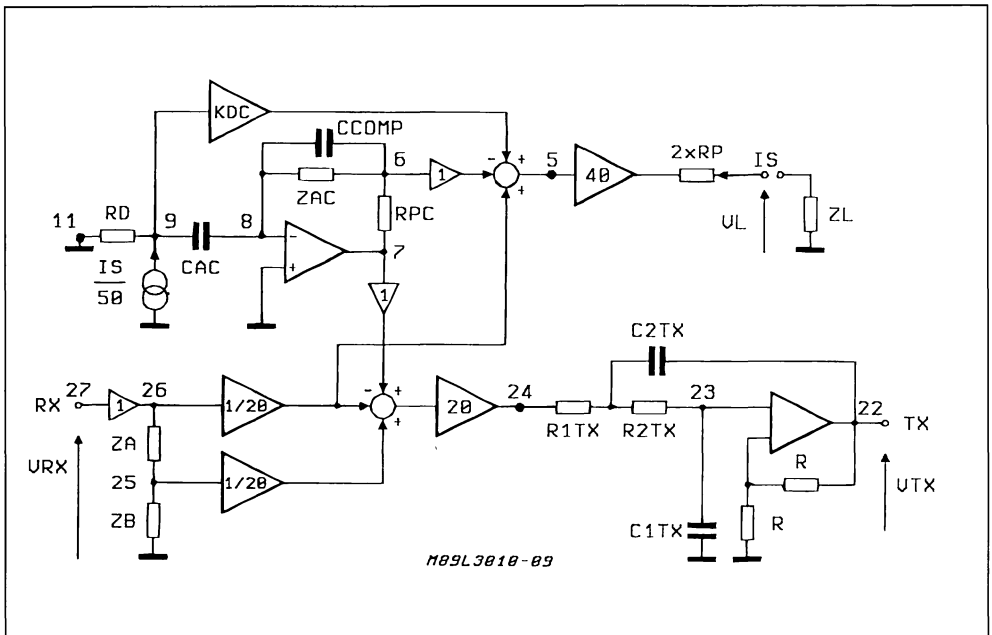 KDC
CCOMP
ZAC
6
1
RPC
5
40
2xRP
IS
VL
ZL
11
RD
9
8
CAC
-
+
7
IS
50
1
-
+
+
RX
27
1
26
1/20
-
+
+
20
24
R1TX
R2TX
C2TX
23
22
TX
VRX
ZA
25
1/20
ZB
C1TX
R
R
VTX
M89L3010-09